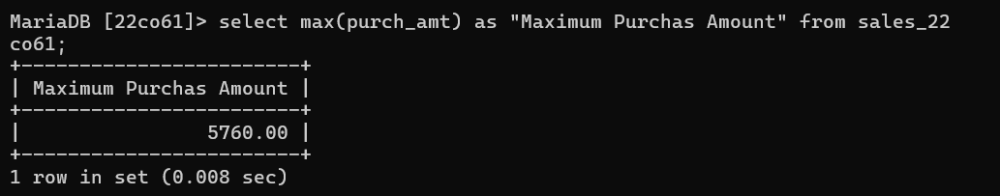 MariaDB [22co61]> select max(purch_amt) as "Maximum Purchas Amount" from sales_22
co61;
+------------------------+
| Maximum Purchas Amount |
+------------------------+
|                5760.00 |
+------------------------+
1 row in set (0.008 sec)